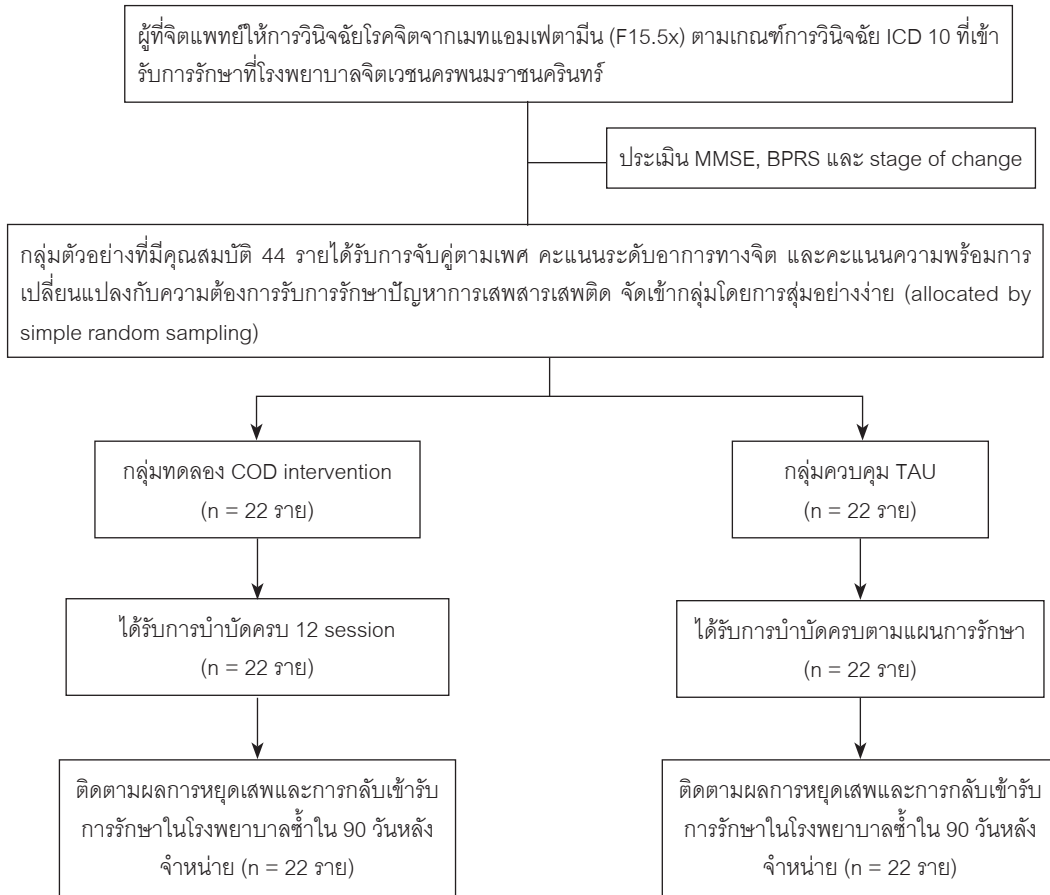 ผู้ที่จิตแพทย์ให้การวินิจฉัยโรคจิตจากเมทแอมเฟตามีน (F15.5x) ตามเกณฑ์การวินิจฉัย ICD 10 ที่เข้า
รับการรักษาที่โรงพยาบาลจิตเวชนครพนมราชนครินทร์
ประเมิน MMSE, BPRS และ stage of change
กลุ่มตัวอย่างที่มีคุณสมบัติ 44 รายได้รับการจับคู่ตามเพศ คะแนนระดับอาการทางจิต และคะแนนความพร้อมการ
เปลี่ยนแปลงกับความต้องการรับการรักษาปัญหาการเสพสารเสพติด จัดเข้ากลุ่มโดยการสุ่มอย่างง่าย (allocated by
simple random sampling)
กลุ่มทดลอง COD intervention
(n = 22 ราย)
กลุ่มควบคุม TAU
(n = 22 ราย)
ได้รับการบำบัดครบ 12 session
(n = 22 ราย)
ได้รับการบำบัดครบตามแผนการรักษา
(n = 22 ราย)
ติดตามผลการหยุดเสพและการกลับเข้ารับ
การรักษาในโรงพยาบาลซ้ำใน 90 วันหลัง
จำหน่าย (n = 22 ราย)
ติดตามผลการหยุดเสพและการกลับเข้ารับ
การรักษาในโรงพยาบาลซ้ำใน 90 วันหลัง
จำหน่าย (n = 22 ราย)